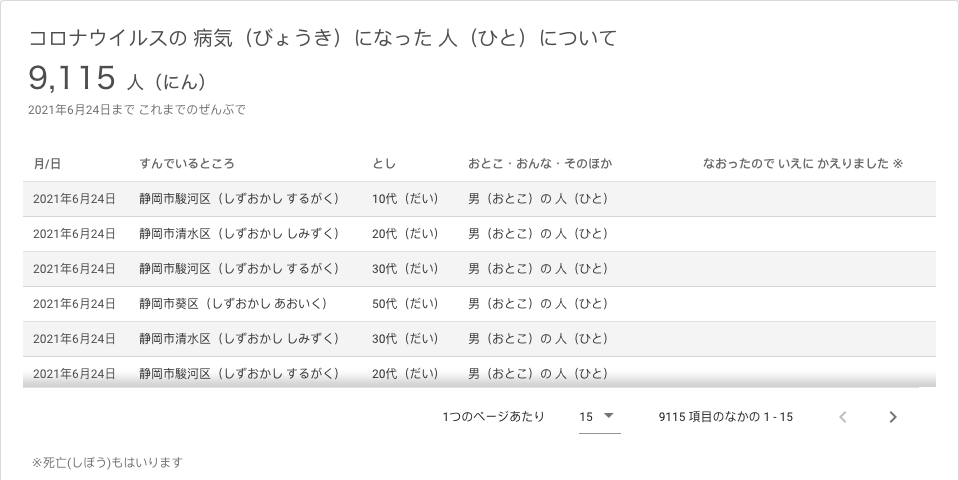 コロナウイルスの 病気（びょうき）になった 人（ひと）について
9,115 人（にん）
2021年6月24日まで これまでのぜんぶで
月/日 すんでいるところ とし おとこ・おんな・そのほか なおったので いえに かえりました ※
2021年6月24日 静岡市駿河区（しずおかし するがく） 10代（だい） 男（おとこ）の 人（ひと）
2021年6月24日 静岡市清水区（しずおかし しみずく） 20代（だい） 男（おとこ）の 人（ひと）
2021年6月24日 静岡市駿河区（しずおかし するがく） 30代（だい） 男（おとこ）の 人（ひと）
2021年6月24日 静岡市葵区（しずおかし あおいく） 50代（だい） 男（おとこ）の 人（ひと）
2021年6月24日 静岡市清水区（しずおかし しみずく） 30代（だい） 男（おとこ）の 人（ひと）
2021年6月24日 静岡市駿河区（しずおかし するがく） 20代（だい） 男（おとこ）の 人（ひと）
1つのページあたり 15 9115 項目のなかの 1 - 15
※死亡(しぼう)もはいります